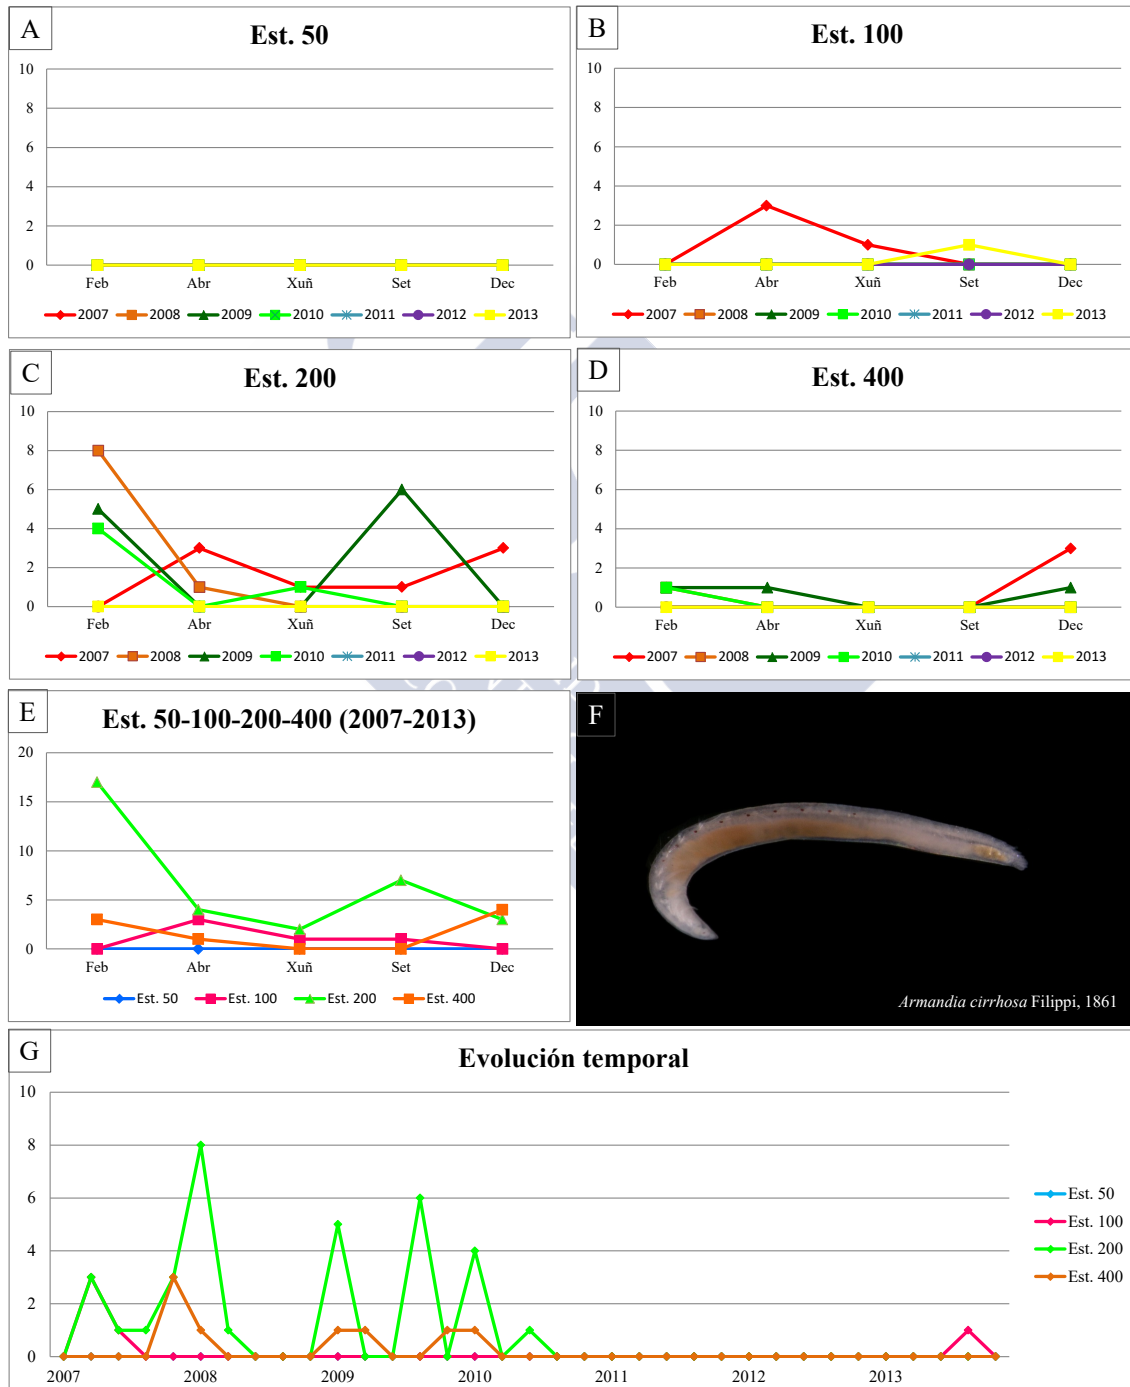 A
Est. 50
10
8
6
4
2
0
Feb Abr Xuñ Set Dec
2007 2008 2009 2010 2011 2012 2013
B
Est. 100
10
8
6
4
2
0
Feb Abr Xuñ Set Dec
2007 2008 2009 2010 2011 2012 2013
C
Est. 200
10
8
6
4
2
0
Feb Abr Xuñ Set Dec
2007 2008 2009 2010 2011 2012 2013
D
Est. 400
10
8
6
4
2
0
Feb Abr Xuñ Set Dec
2007 2008 2009 2010 2011 2012 2013
E
Est. 50-100-200-400 (2007-2013)
20
15
10
5
0
Feb Abr Xuñ Set Dec
Est. 50 Est. 100 Est. 200 Est. 400
F
Armandia cirrhosa Filippi, 1861
G
Evolución temporal
10
8
6
4
2
0
2007 2008 2009 2010 2011 2012 2013
Est. 50
Est. 100
Est. 200
Est. 400